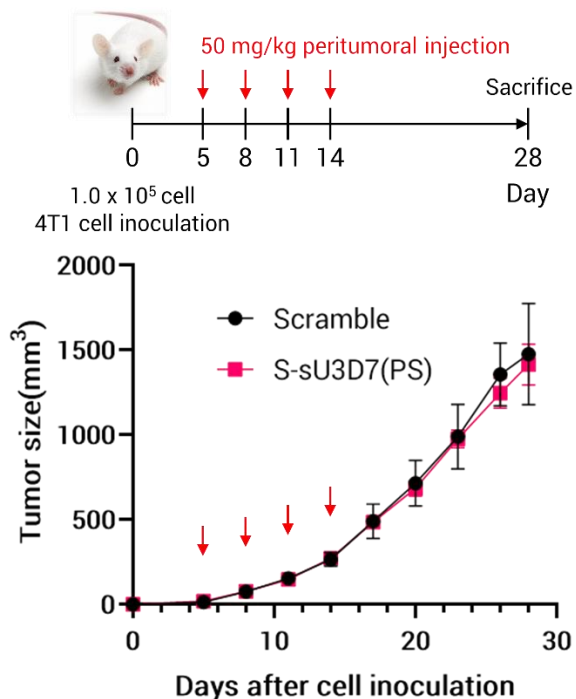 50 mg/kg peritumoral injection
Sacrifice
0 5 8 11 14 28
1.0 x 10⁵ cell
Day
4T1 cell inoculation
2000
Scramble
S-sU3D7(PS)
1500
1000
500
0
Tumor size(mm³)
0 10 20 30
Days after cell inoculation